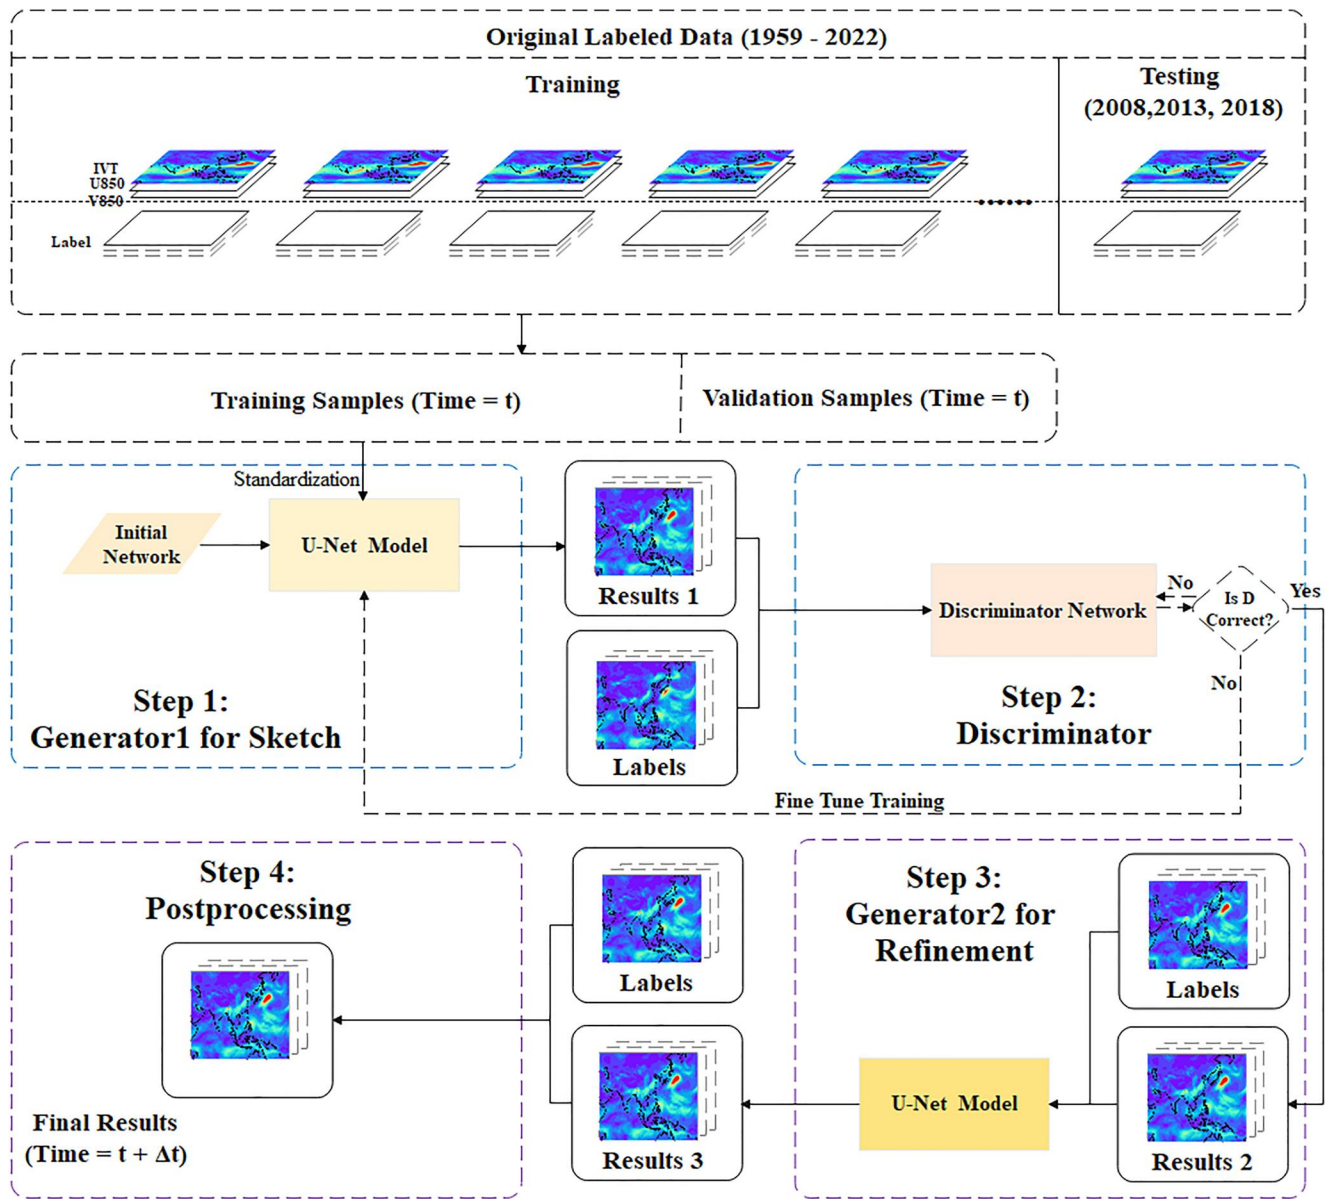 Original Labeled Data (1959 - 2022)
Training
Testing
(2008,2013, 2018)
IVT
U850
V850
Label
Training Samples (Time = t)
Validation Samples (Time = t)
Standardization
Initial
Network
U-Net Model
Results 1
Labels
Step 1:
Generator1 for Sketch
Discriminator Network
No
Is D
Correct?
Yes
No
Step 2:
Discriminator
Fine Tune Training
Step 4:
Postprocessing
Final Results
(Time = t + Δt)
Labels
Results 3
Step 3:
Generator2 for
Refinement
U-Net Model
Labels
Results 2